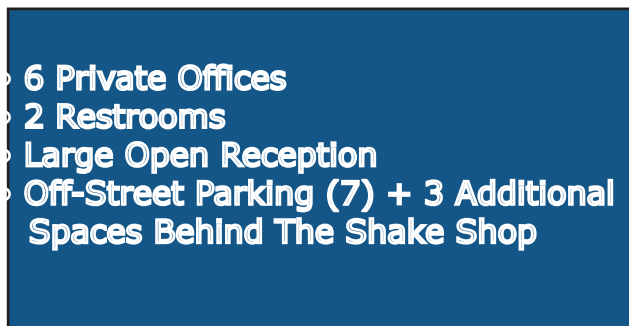 ◦ 6 Private Offices
◦ 2 Restrooms
◦ Large Open Reception
◦ Off-Street Parking (7) + 3 Additional
Spaces Behind The Shake Shop